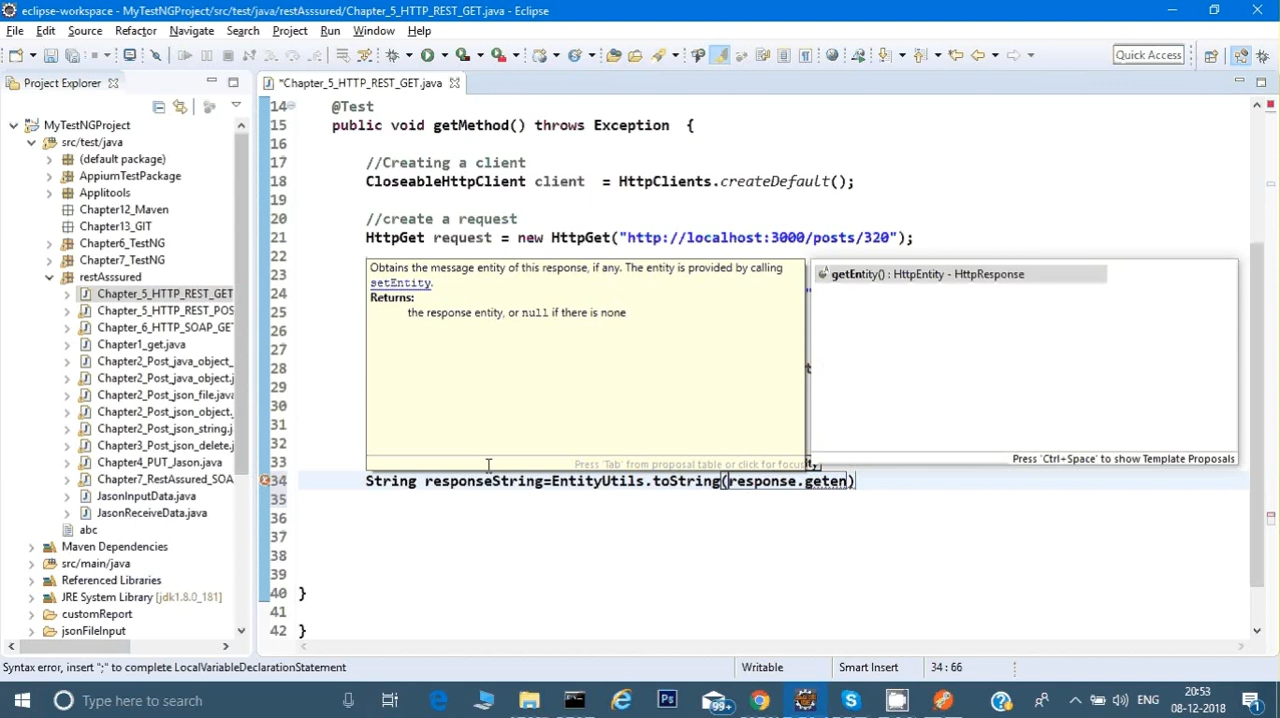 eclipse-workspace - MyTestNGProject/src/test/java/restAsssured/Chapter_5_HTTP_REST_GET.java - Eclipse
File Edit Source Refactor Navigate Search Project Run Window Help
Quick Access
Project Explorer
*Chapter_5_HTTP_REST_GET.java
MyTestNGProject
src/test/java
(default package)
AppiumTestPackage
Applitools
Chapter12_Maven
Chapter13_GIT
Chapter6_TestNG
Chapter7_TestNG
restAsssured
Chapter_5_HTTP_REST_GET
Chapter_5_HTTP_REST_POS
Chapter_6_HTTP_SOAP_GET
Chapter1_get.java
Chapter2_Post_java_object_
Chapter2_Post_java_object.j
Chapter2_Post_json_file.java
Chapter2_Post_json_object.
Chapter2_Post_json_string.j
Chapter3_Post_json_delete.j
Chapter4_PUT_Jason.java
Chapter7_RestAssured_SOA
JasonInputData.java
JasonReceiveData.java
abc
Maven Dependencies
src/main/java
Referenced Libraries
JRE System Library [jdk1.8.0_181]
customReport
jsonFileInput
14 @Test
15 public void getMethod() throws Exception {
16
17 //Creating a client
18 CloseableHttpClient client = HttpClients.createDefault();
19
20 //create a request
21 HttpGet request = new HttpGet("http://localhost:3000/posts/320");
22
23
24
25
26
27
28
29
30
31
32
33
34 String responseString=EntityUtils.toString(response.geten)
35
36
37
38
39
40 }
41
42 }
Obtains the message entity of this response, if any. The entity is provided by calling
setEntity.
Returns:
the response entity, or null if there is none
Press 'Tab' from proposal table or click for focus
getEntity() : HttpEntity - HttpResponse
Press 'Ctrl+Space' to show Template Proposals
Syntax error, insert ";" to complete LocalVariableDeclarationStatement
Writable
Smart Insert
34 : 66
Type here to search
99+
ENG
20:53
08-12-2018
1